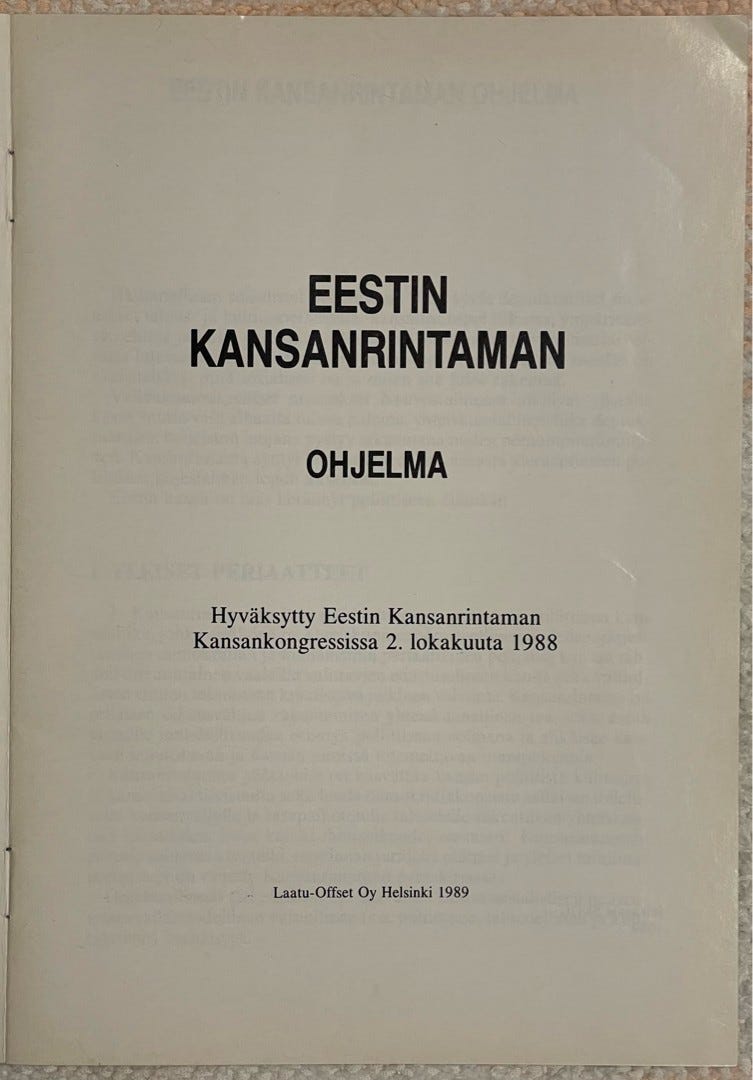 EESTIN
KANSANRINTAMAN
OHJELMA
Hyväksytty Eestin Kansanrintaman
Kansankongressissa 2. lokakuuta 1988
Laatu-Offset Oy Helsinki 1989